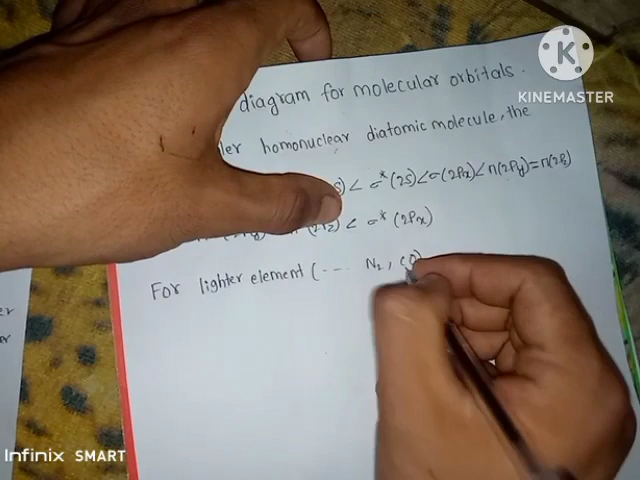 diagram for molecular orbitals.
homonuclear diatomic molecule, the
< σ* (2s) < σ (2Px) < π (2Py) = π (2Pz)
< σ* (2Px)
For lighter element (--- N2, CO)
KINEMASTER
Infinix SMART